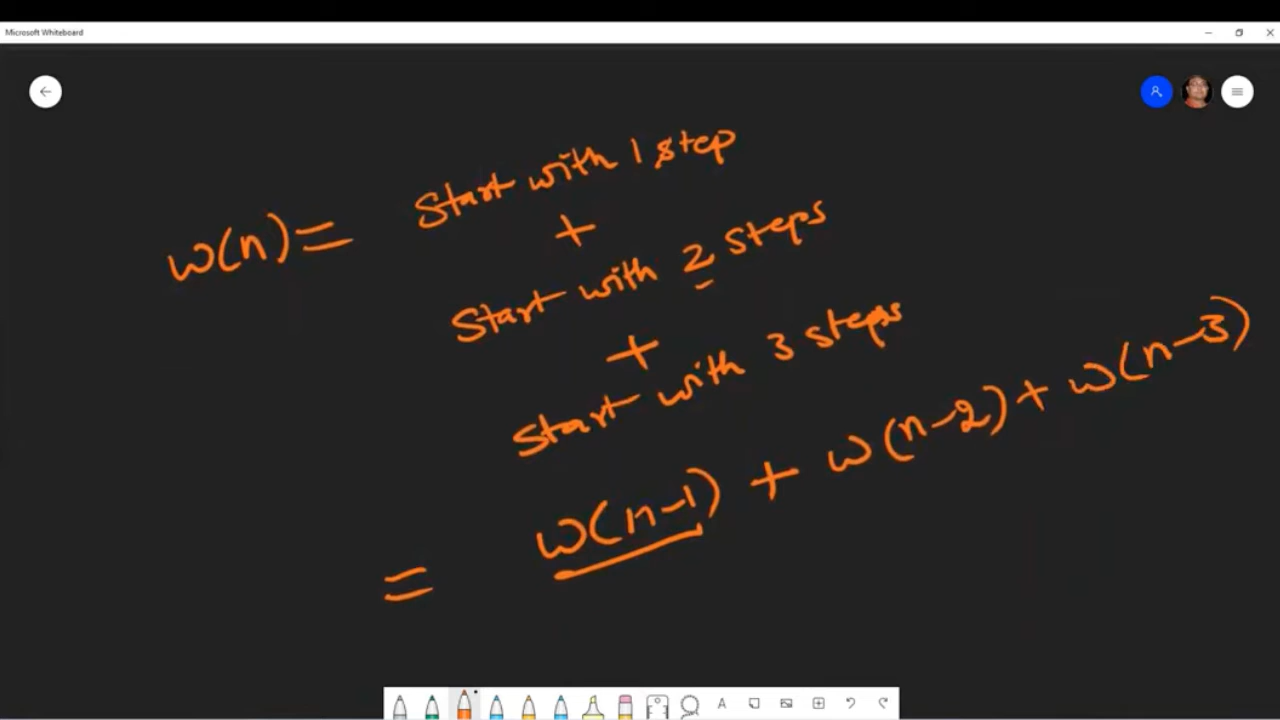 Microsoft Whiteboard
w(n) = Start with 1 step
+
Start with 2 steps
+
Start with 3 steps
= w(n-1) + w(n-2) + w(n-3)
A